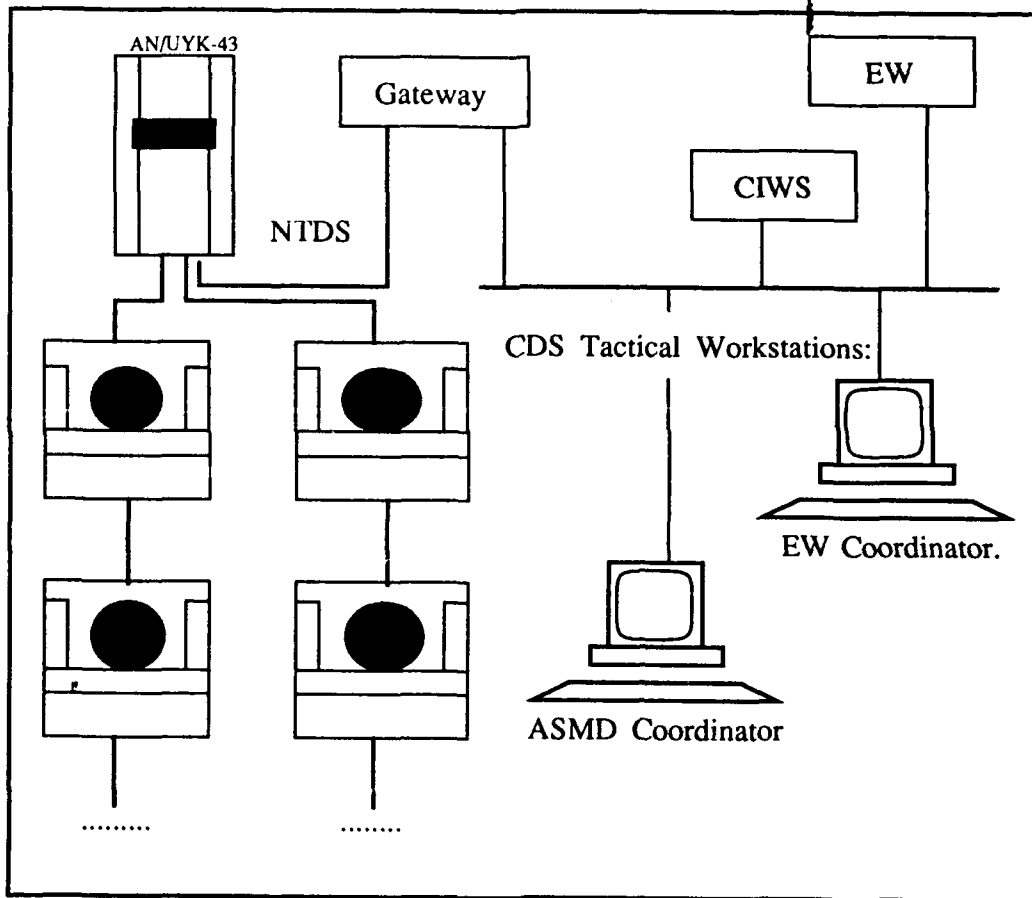 AN/UYK-43
Gateway
EW
CIWS
NTDS
CDS Tactical Workstations:
EW Coordinator.
ASMD Coordinator
.........
........